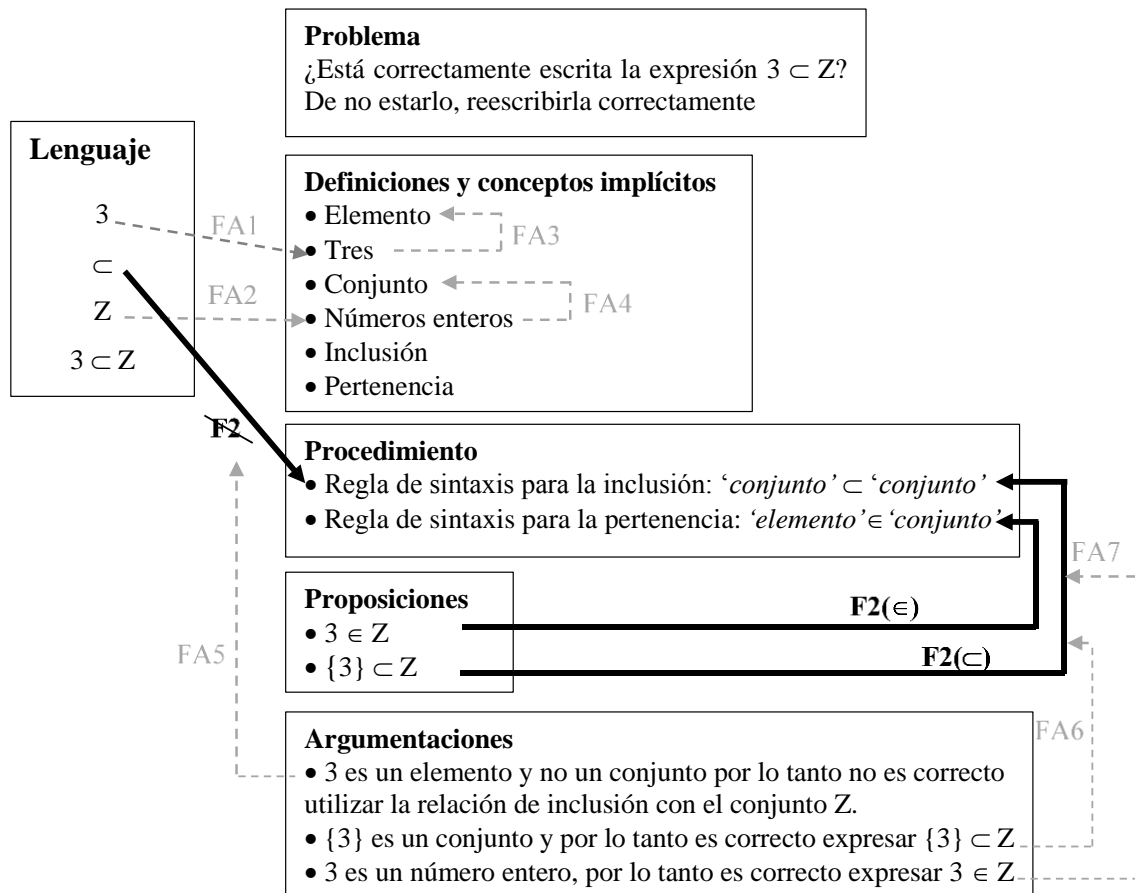 Problema
¿Está correctamente escrita la expresión 3 ⊂ Z?
De no estarlo, reescribirla correctamente
Lenguaje
3
⊂
Z
3 ⊂ Z
FA1
FA2
Definiciones y conceptos implícitos
• Elemento
• Tres
• Conjunto
• Números enteros
• Inclusión
• Pertenencia
FA3
FA4
F2
Procedimiento
• Regla de sintaxis para la inclusión: ‘conjunto’ ⊂ ‘conjunto’
• Regla de sintaxis para la pertenencia: ‘elemento’ ∈ ‘conjunto’
FA7
Proposiciones
• 3 ∈ Z
• {3} ⊂ Z
F2(∈)
F2(⊂)
FA5
FA6
Argumentaciones
• 3 es un elemento y no un conjunto por lo tanto no es correcto
utilizar la relación de inclusión con el conjunto Z.
• {3} es un conjunto y por lo tanto es correcto expresar {3} ⊂ Z
• 3 es un número entero, por lo tanto es correcto expresar 3 ∈ Z